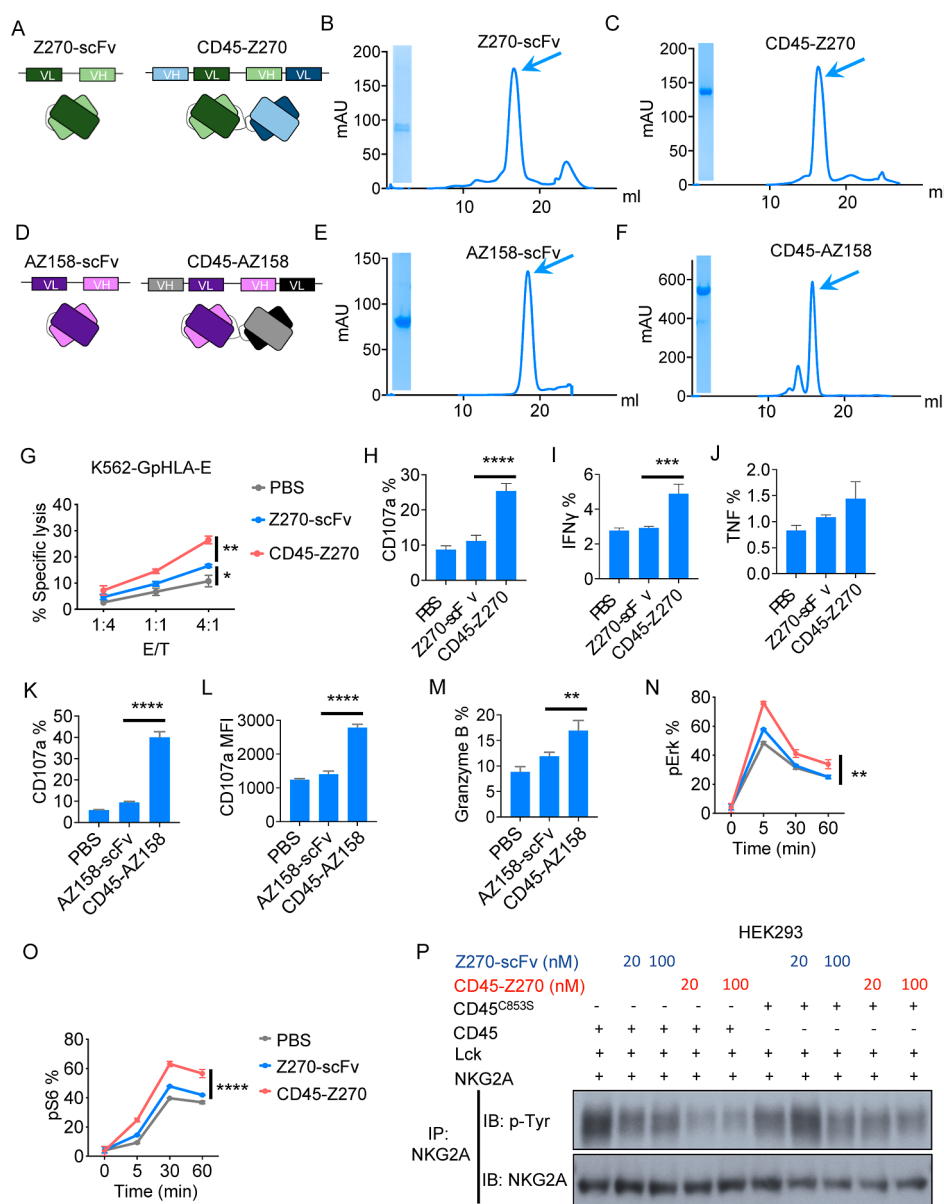 A
Z270-scFv
CD45-Z270
VL
VH
VH
VL
VH
VL
B
Z270-scFv
mAU
200
150
100
50
0
10
20
ml
C
CD45-Z270
mAU
200
150
100
50
0
10
20
ml
D
AZ158-scFv
CD45-AZ158
VL
VH
VH
VL
VH
VL
E
AZ158-scFv
mAU
150
100
50
0
10
20
ml
F
CD45-AZ158
mAU
600
400
200
0
10
20
ml
G
K562-GpHLA-E
% Specific lysis
40
30
20
10
0
1:4
1:1
4:1
E/T
PBS
Z270-scFv
CD45-Z270
**
*
H
CD107a %
30
20
10
0
****
PBS
Z270-scFv
CD45-Z270
I
IFNγ %
8
6
4
2
0
***
PBS
Z270-scFv
CD45-Z270
J
TNF %
2.0
1.5
1.0
0.5
0.0
PBS
Z270-scFv
CD45-Z270
K
CD107a %
50
40
30
20
10
0
****
PBS
AZ158-scFv
CD45-AZ158
L
CD107a MFI
3000
2000
1000
0
****
PBS
AZ158-scFv
CD45-AZ158
M
Granzyme B %
20
15
10
5
0
**
PBS
AZ158-scFv
CD45-AZ158
N
pErk %
80
60
40
20
0
0
5
30
60
Time (min)
**
O
pS6 %
80
60
40
20
0
0
5
30
60
Time (min)
PBS
Z270-scFv
CD45-Z270
****
P
HEK293
Z270-scFv (nM) 20 100 20 100
CD45-Z270 (nM) 20 100 20 100
CD45C853S - - - - - + + + + +
CD45 + + + + + - - - - -
Lck + + + + + + + + + +
NKG2A + + + + + + + + + +
IP:
NKG2A
IB: p-Tyr
IB: NKG2A